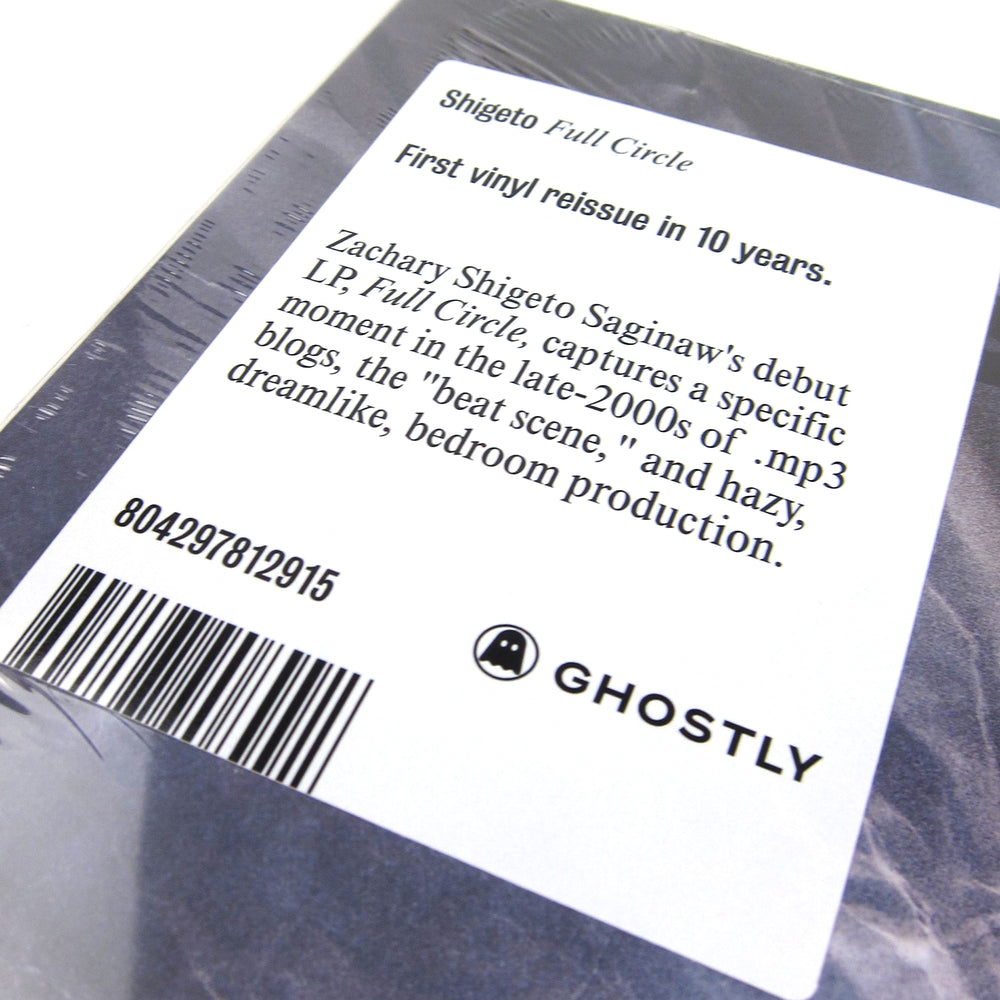 Shigeto Full Circle
First vinyl reissue in 10 years.
Zachary Shigeto Saginaw's debut
LP, Full Circle, captures a specific
moment in the late-2000s of .mp3
blogs, the "beat scene," and hazy,
dreamlike, bedroom production.
804297812915
GHOSTLY